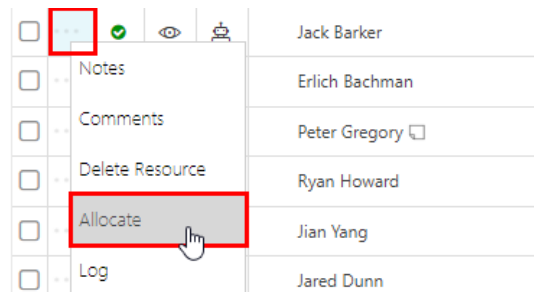 Jack Barker
Notes
Erlich Bachman
Comments
Peter Gregory
Delete Resource
Ryan Howard
Allocate
Jian Yang
Log
Jared Dunn